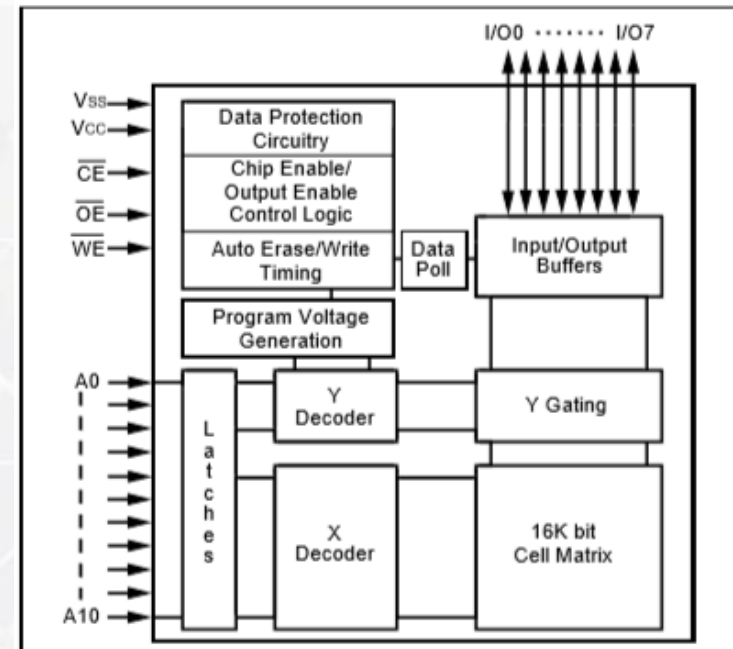 I/O0 ········ I/O7
Vss
Vcc
CE
OE
WE
Data Protection
Circuitry
Chip Enable/
Output Enable
Control Logic
Auto Erase/Write
Timing
Data
Poll
Input/Output
Buffers
Program Voltage
Generation
A0
A10
L
a
t
c
h
e
s
Y
Decoder
Y Gating
X
Decoder
16K bit
Cell Matrix